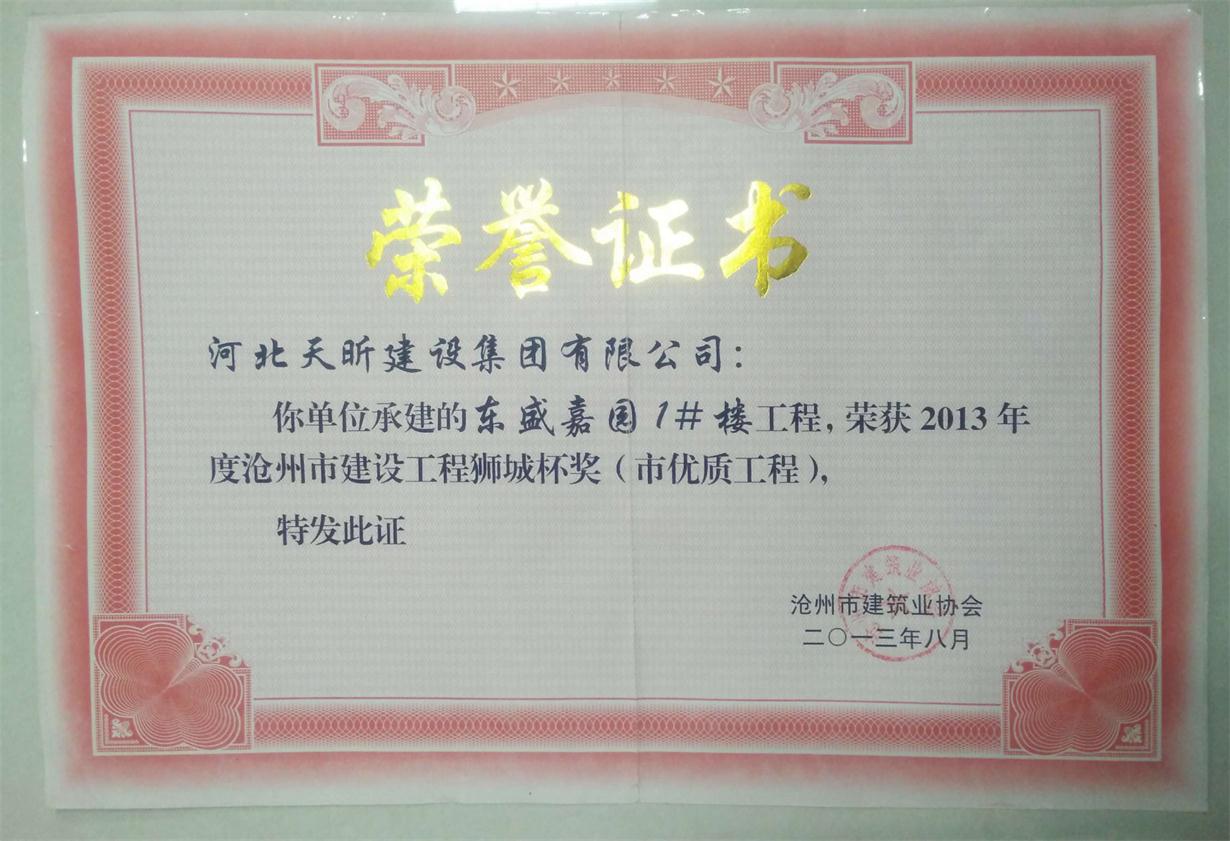 荣誉证书
河北天昕建设集团有限公司：
你单位承建的东盛嘉园1#楼工程，荣获2013年
度沧州市建设工程狮城杯奖（市优质工程），
特发此证
沧州市建筑业协会
二〇一三年八月